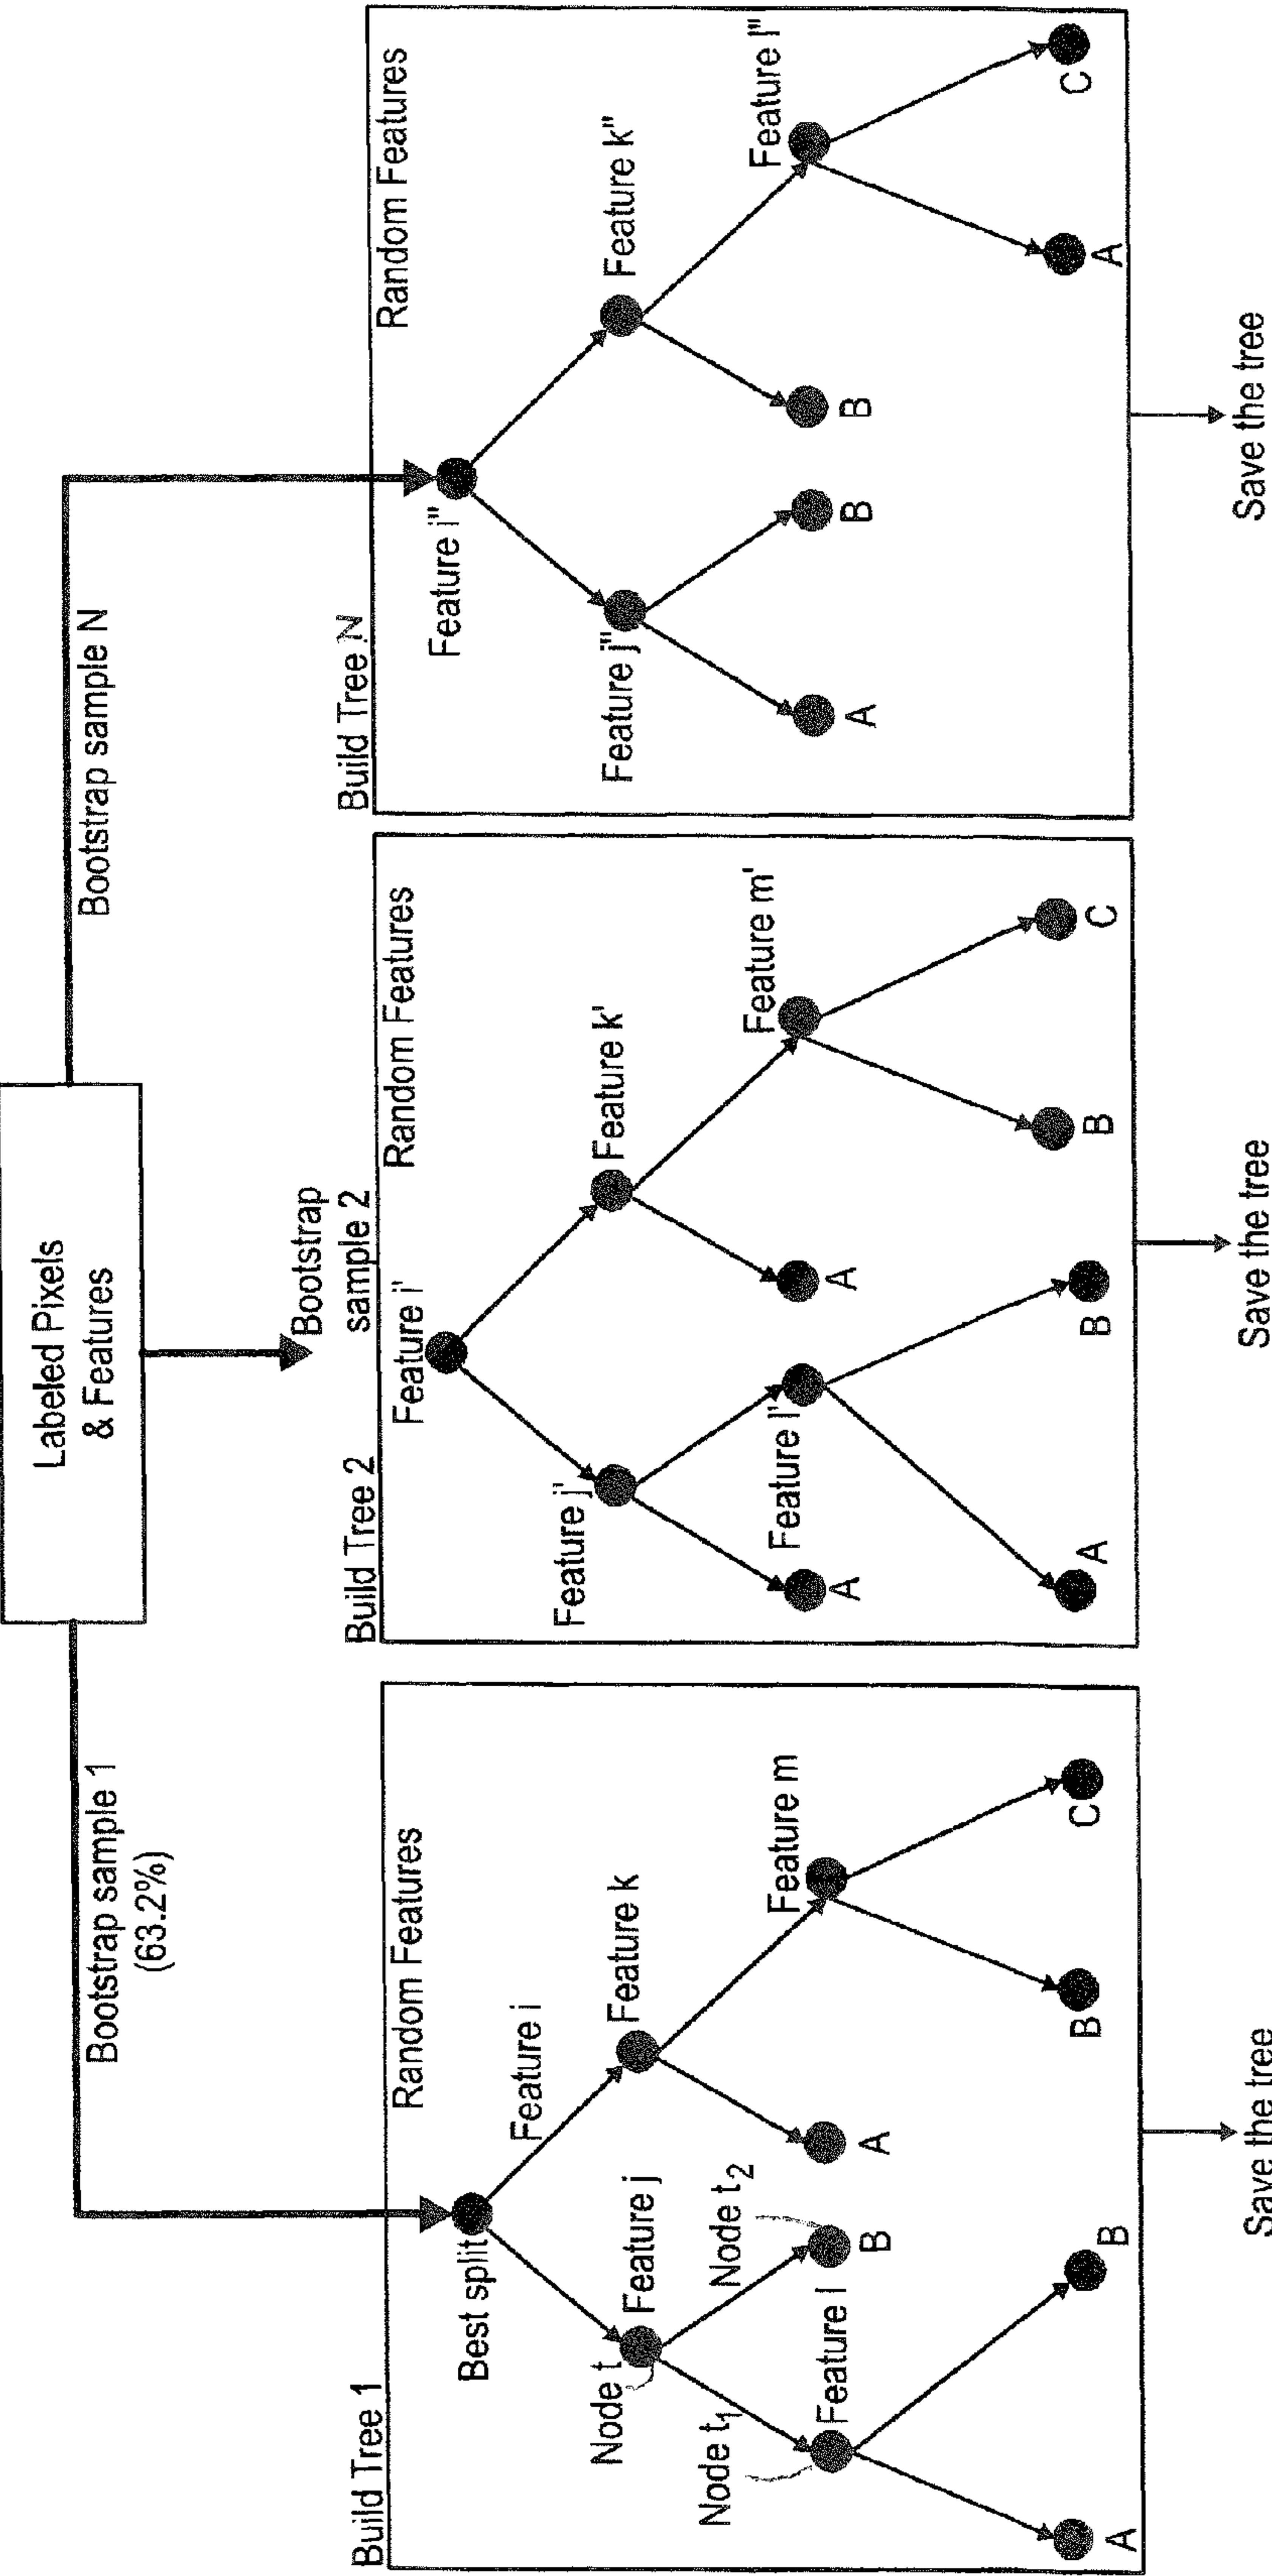 Labeled Pixels
& Features
Bootstrap sample 1
(63.2%)
Bootstrap
sample 2
Bootstrap sample N
Build Tree 1
Random Features
Best split
Feature i
Node t
Feature j
Feature k
Node t1
Feature l
Node t2
B
A
Feature m
A
B
B
C
Save the tree
Build Tree 2
Random Features
Feature i'
Feature j'
Feature k'
A
Feature l'
A
Feature m'
A
B
B
C
Save the tree
Build Tree N
Random Features
Feature i"
Feature j"
Feature k"
A
B
B
Feature l"
A
C
Save the tree